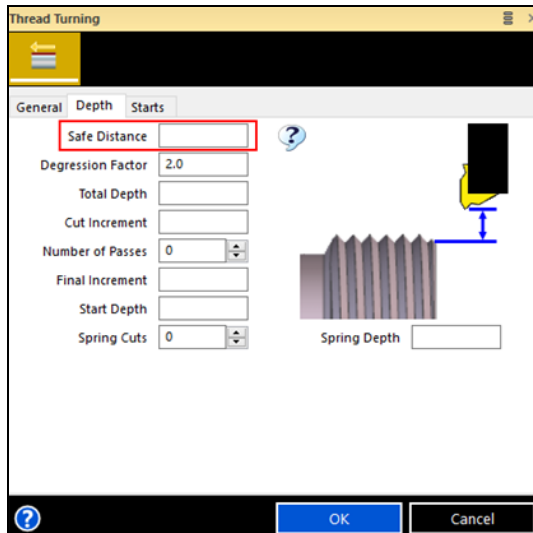 Thread Turning
General Depth Starts
Safe Distance
Degression Factor 2.0
Total Depth
Cut Increment
Number of Passes 0
Final Increment
Start Depth
Spring Cuts 0 Spring Depth
OK Cancel